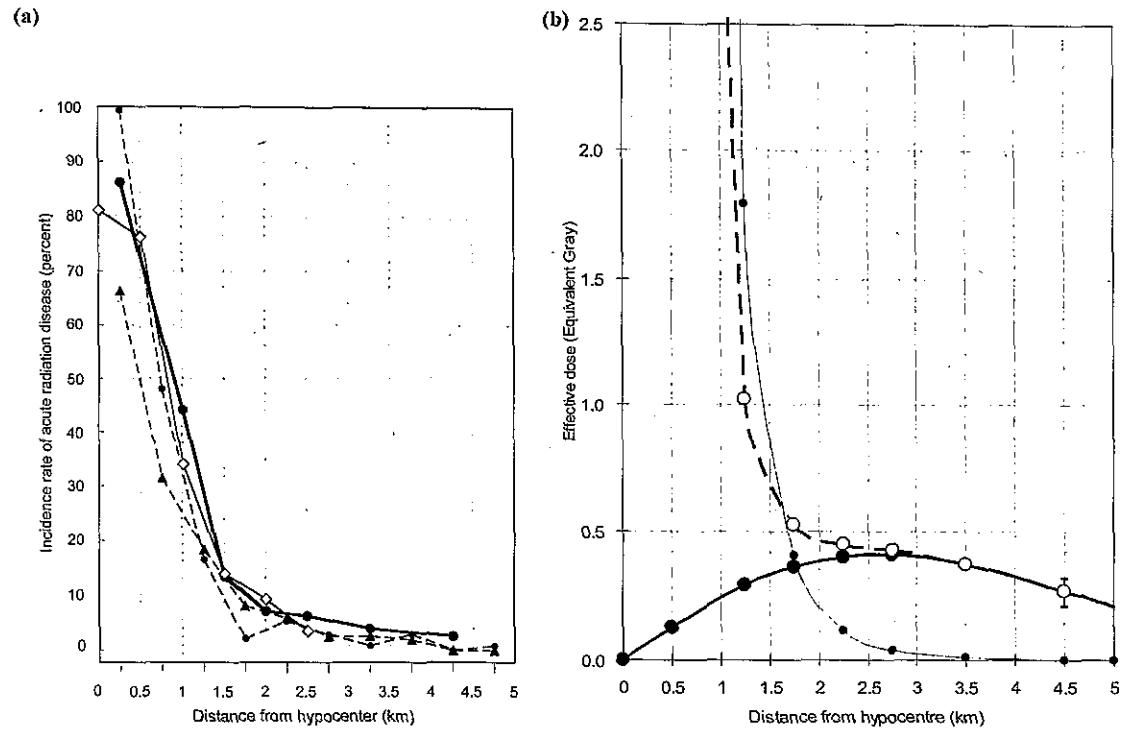 (a)
100
90
80
70
60
50
40
30
20
10
0
Incidence rate of acute radiation disease (percent)
0 0.5 1 1.5 2 2.5 3 3.5 4 4.5 5
Distance from hypocenter (km)
(b)
2.5
2.0
1.5
1.0
0.5
0.0
Effective dose (Equivalent Gray)
0 0.5 1 1.5 2 2.5 3 3.5 4 4.5 5
Distance from hypocentre (km)